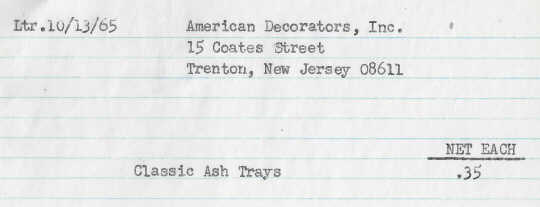 Ltr.10/13/65 American Decorators, Inc.
15 Coates Street
Trenton, New Jersey 08611
NET EACH
Classic Ash Trays .35